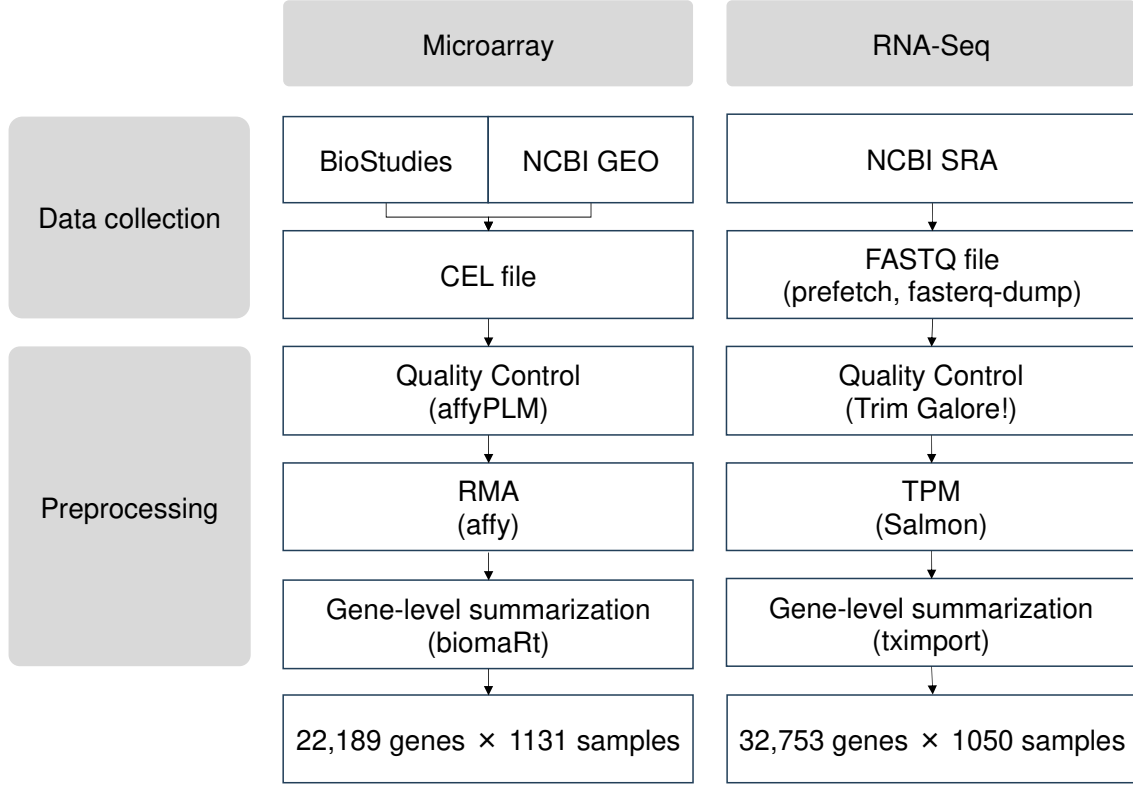 Microarray
RNA-Seq
Data collection
BioStudies
NCBI GEO
NCBI SRA
CEL file
FASTQ file
(prefetch, fasterq-dump)
Preprocessing
Quality Control
(affyPLM)
Quality Control
(Trim Galore!)
RMA
(affy)
TPM
(Salmon)
Gene-level summarization
(biomaRt)
Gene-level summarization
(tximport)
22,189 genes × 1131 samples
32,753 genes × 1050 samples